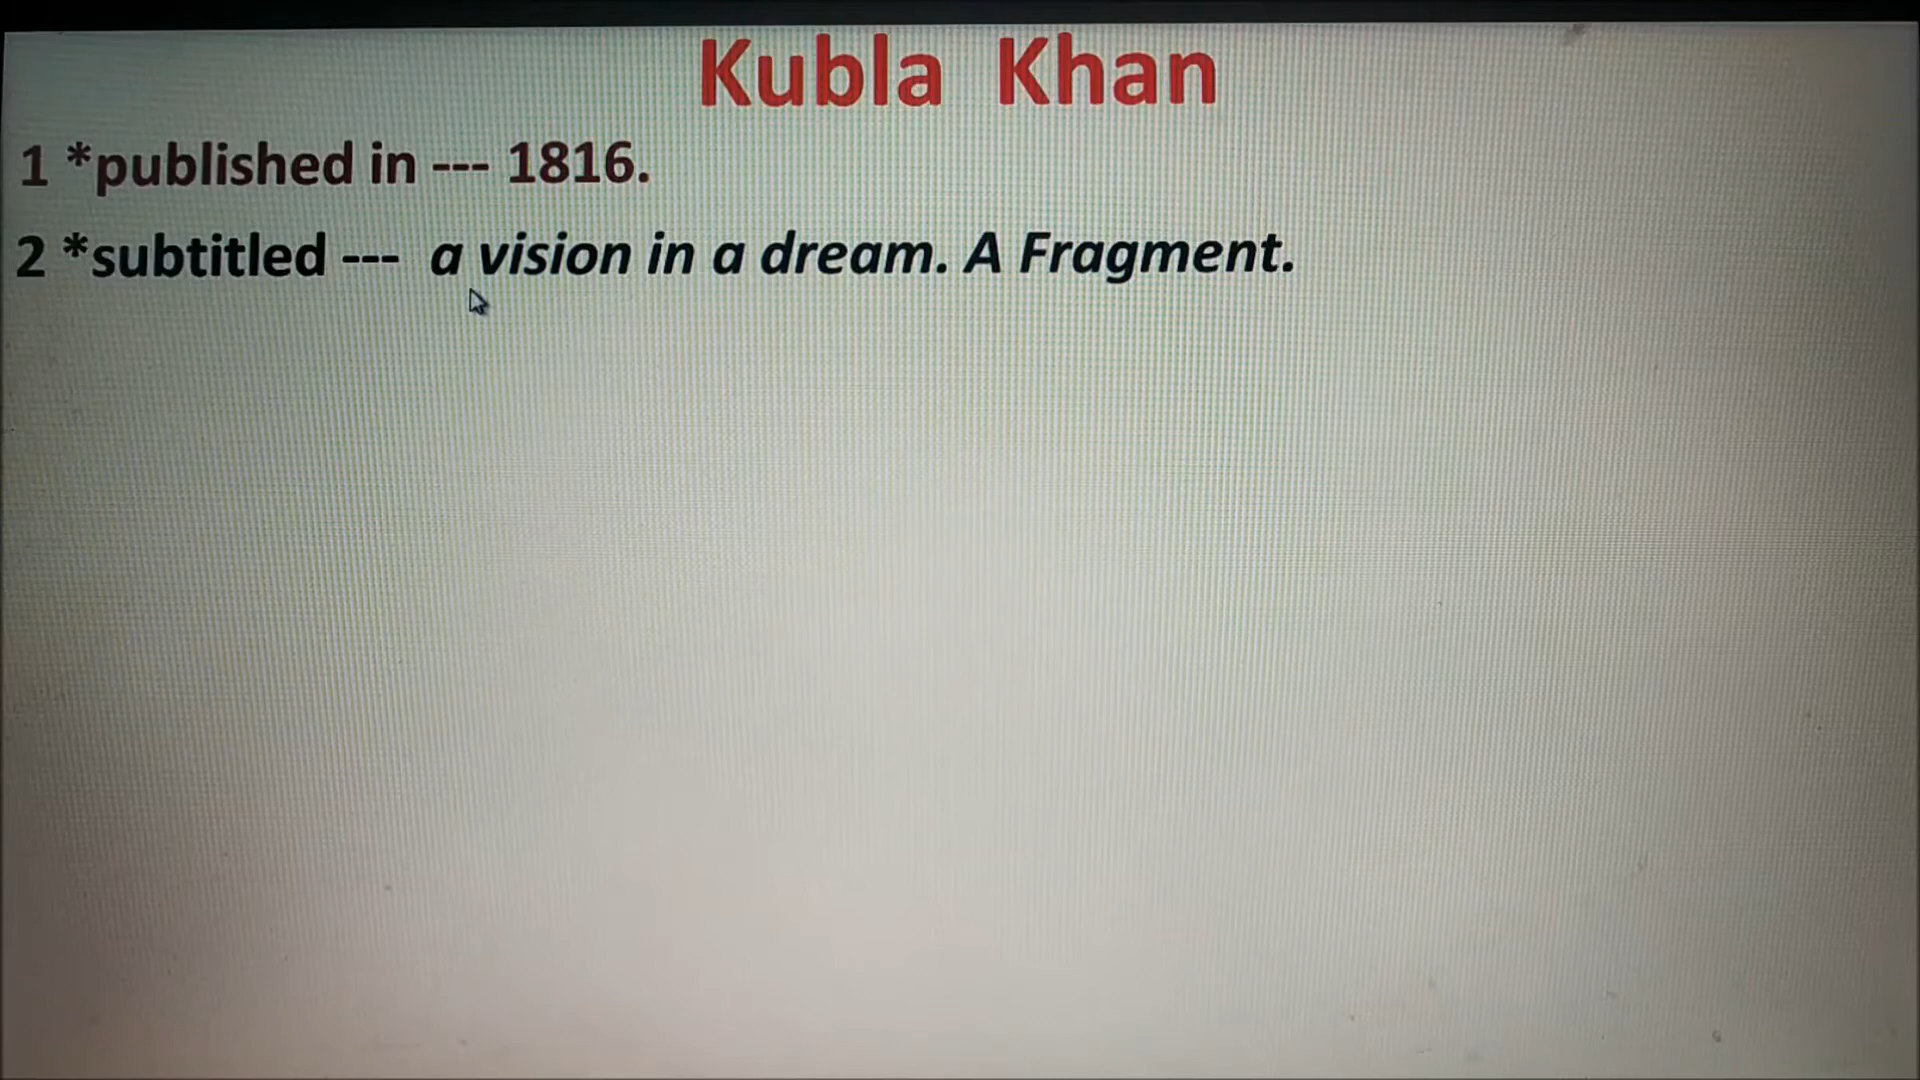 Kubla Khan
1 *published in --- 1816.
2 *subtitled --- a vision in a dream. A Fragment.